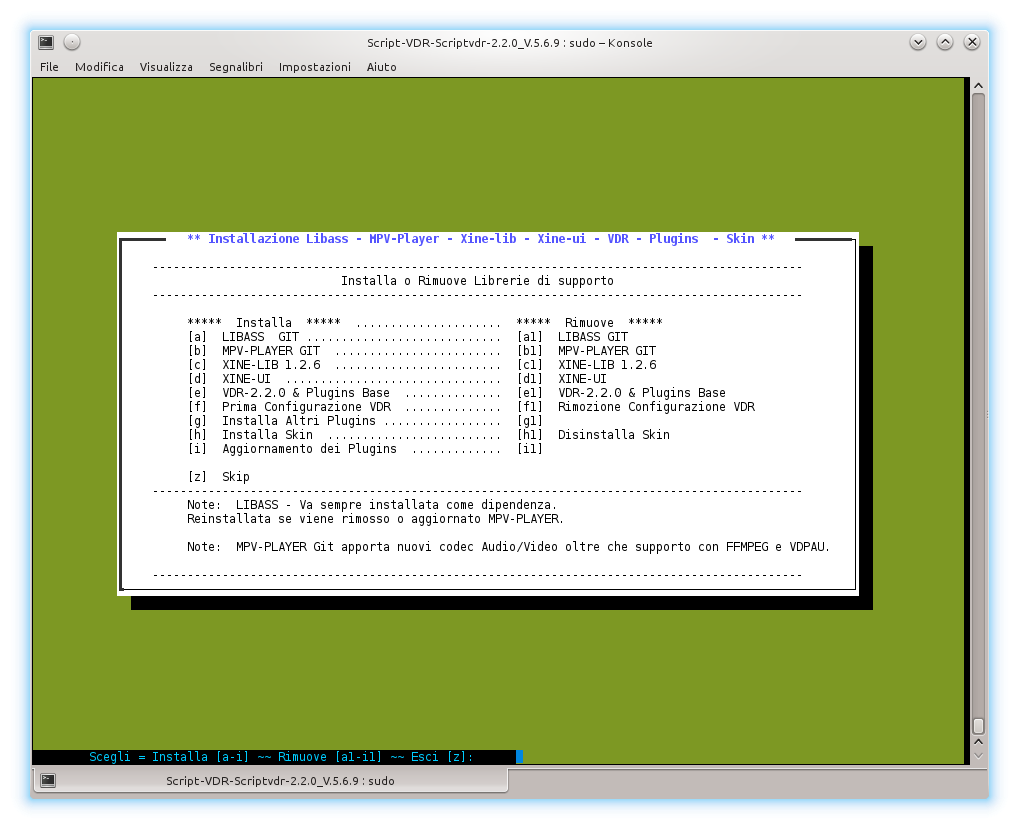 Script-VDR-Scriptvdr-2.2.0_V.5.6.9 : sudo – Konsole
File Modifica Visualizza Segnalibri Impostazioni Aiuto
** Installazione Libass - MPV-Player - Xine-lib - Xine-ui - VDR - Plugins  - Skin **
---------------------------------------------------------------------------------------------
Installa o Rimuove Librerie di supporto
---------------------------------------------------------------------------------------------
*****  Installa  *****  .....................  *****  Rimuove  *****
[a]  LIBASS  GIT ............................  [a1]  LIBASS GIT
[b]  MPV-PLAYER GIT  ........................  [b1]  MPV-PLAYER GIT
[c]  XINE-LIB 1.2.6  ........................  [c1]  XINE-LIB 1.2.6
[d]  XINE-UI  ...............................  [d1]  XINE-UI
[e]  VDR-2.2.0 & Plugins Base  ..............  [e1]  VDR-2.2.0 & Plugins Base
[f]  Prima Configurazione VDR  ..............  [f1]  Rimozione Configurazione VDR
[g]  Installa Altri Plugins .................  [g1]
[h]  Installa Skin  .........................  [h1]  Disinstalla Skin
[i]  Aggiornamento dei Plugins  .............  [i1]
[z]  Skip
---------------------------------------------------------------------------------------------
Note:  LIBASS - Va sempre installata come dipendenza.
Reinstallata se viene rimosso o aggiornato MPV-PLAYER.
Note:  MPV-PLAYER Git apporta nuovi codec Audio/Video oltre che supporto con FFMPEG e VDPAU.
---------------------------------------------------------------------------------------------
Scegli = Installa [a-i] ~~ Rimuove [a1-i1] ~~ Esci [z]:
Script-VDR-Scriptvdr-2.2.0_V.5.6.9 : sudo